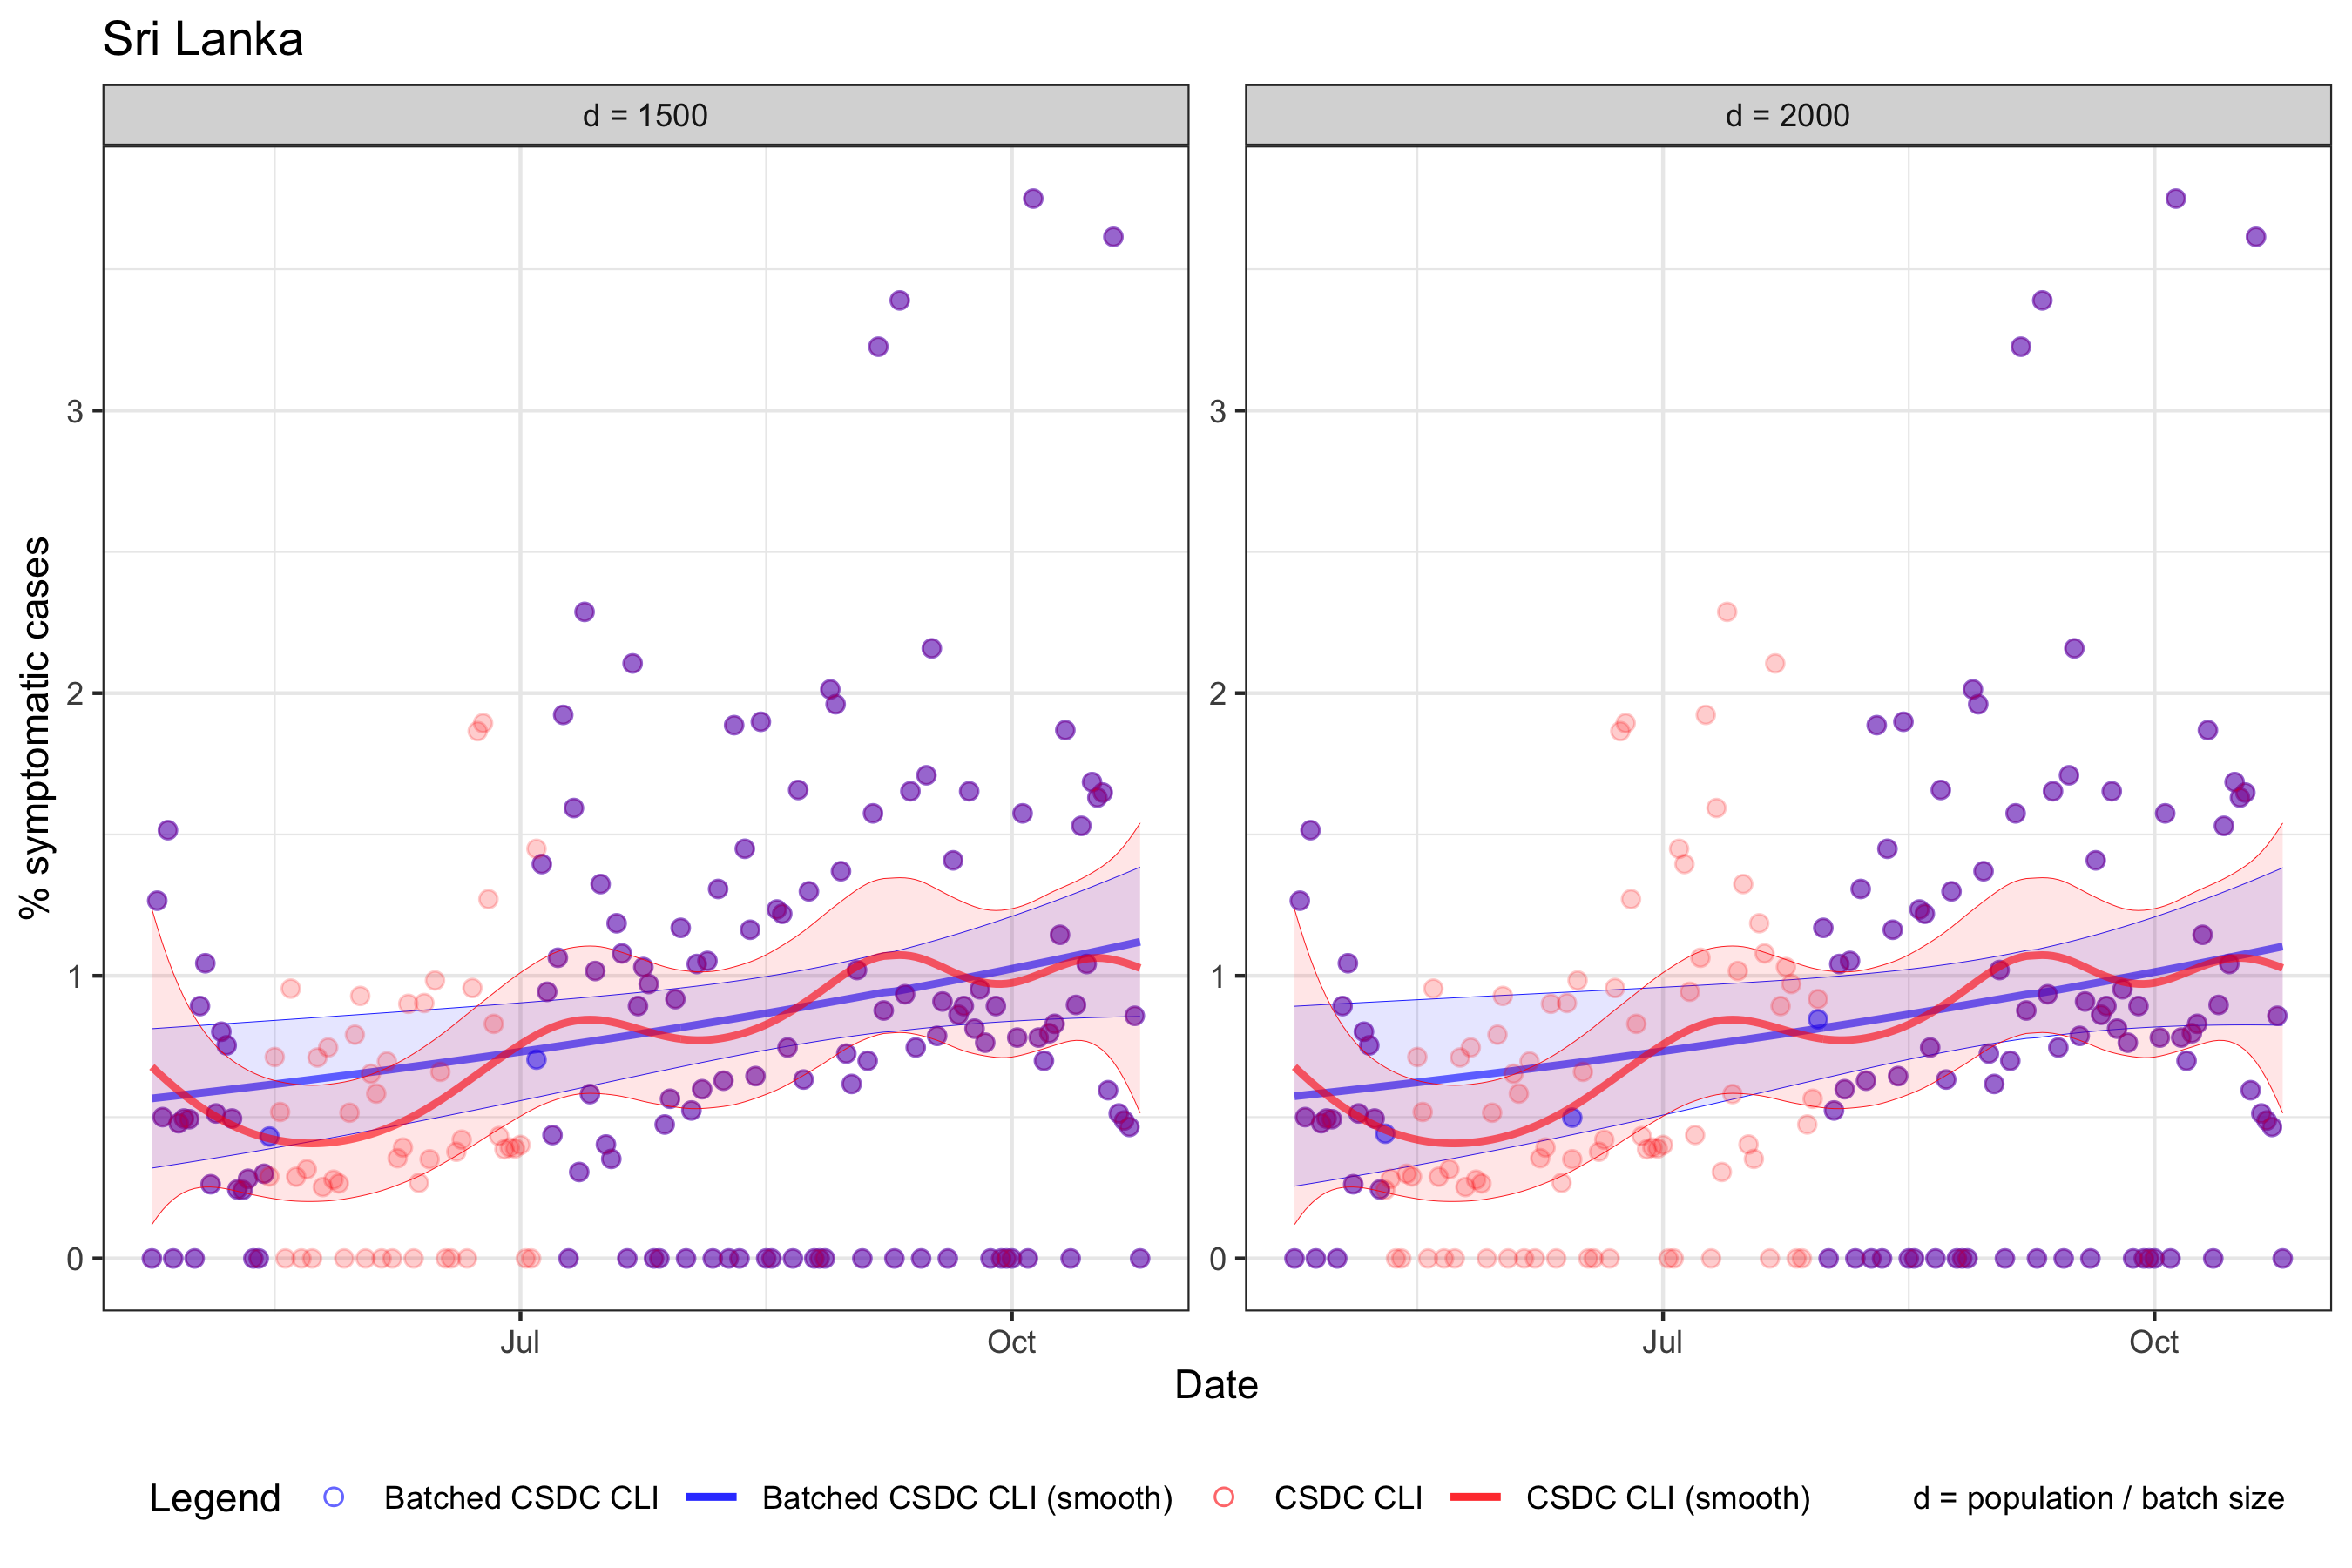 Sri Lanka
d = 1500
d = 2000
% symptomatic cases
3
2
1
0
3
2
1
0
Jul
Oct
Jul
Oct
Date
Legend
Batched CSDC CLI
Batched CSDC CLI (smooth)
CSDC CLI
CSDC CLI (smooth)
d = population / batch size